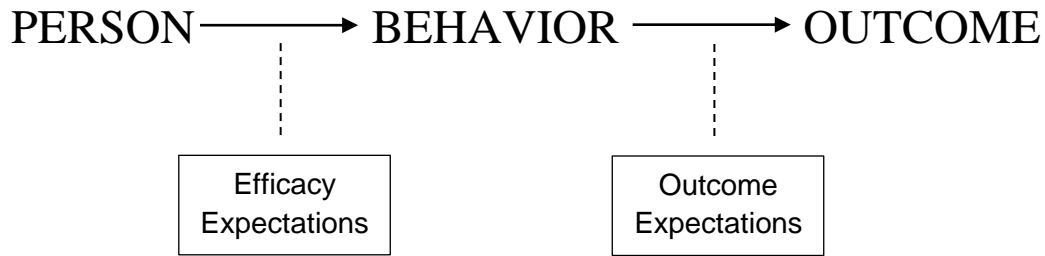 PERSON BEHAVIOR OUTCOME
Efficacy
Expectations
Outcome
Expectations